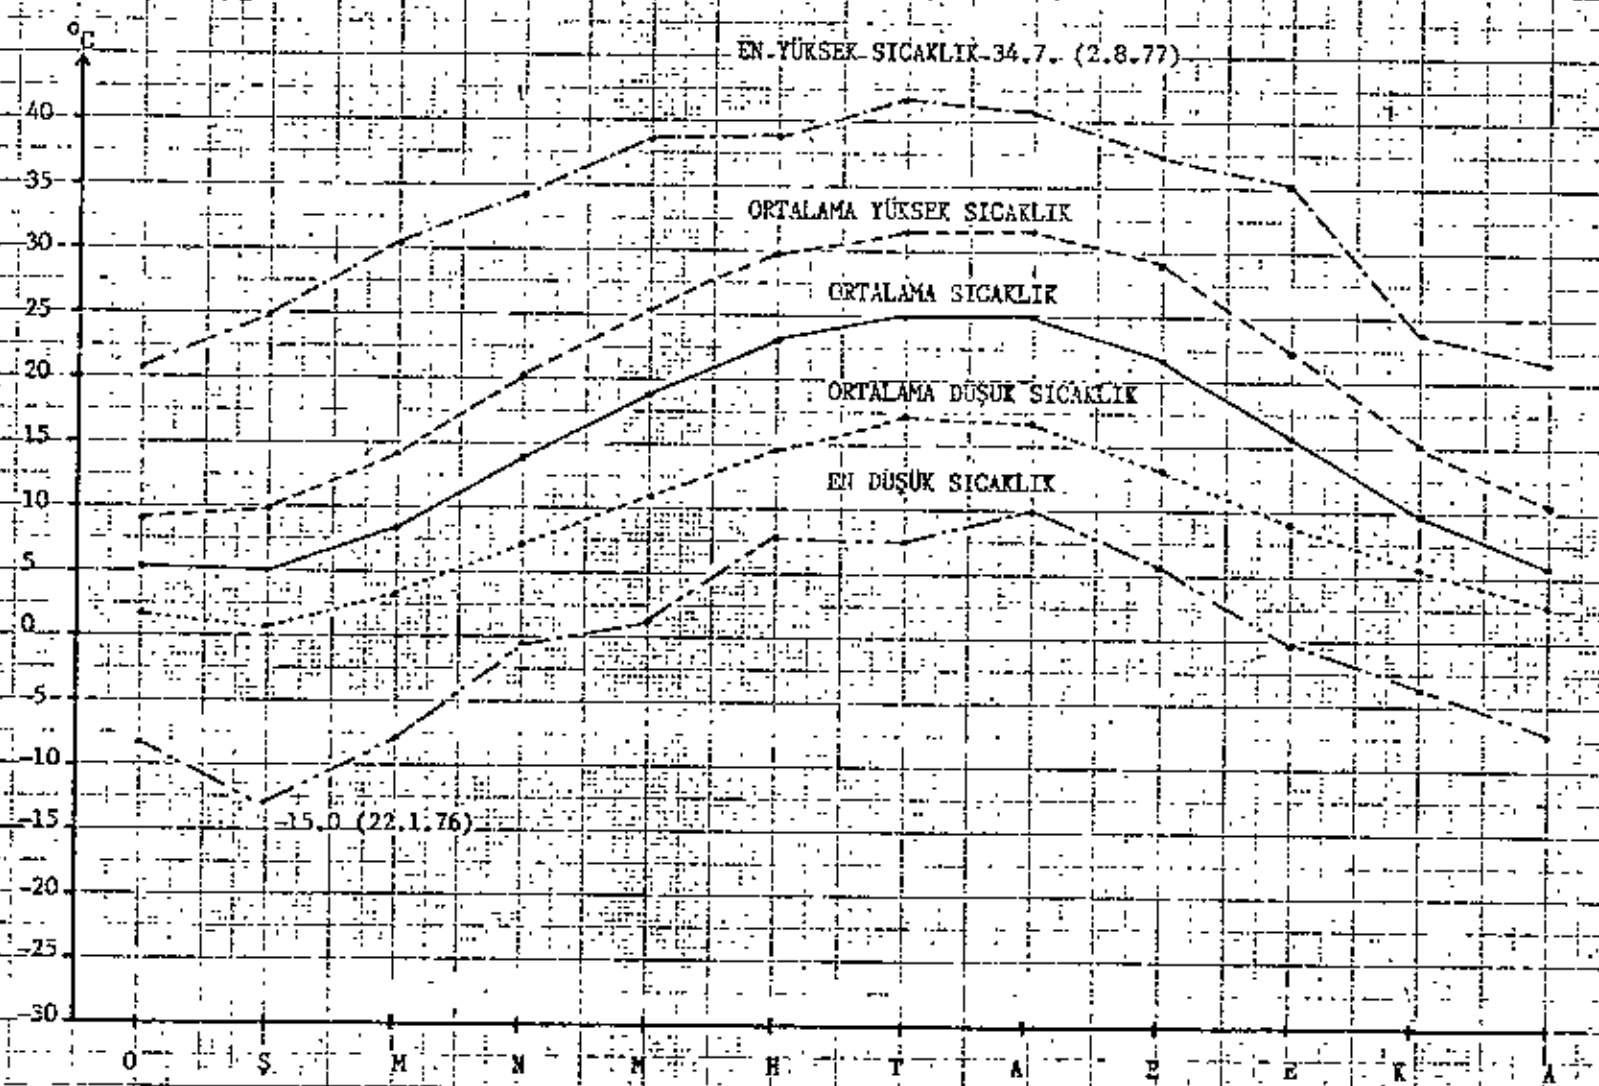 °C
EN YÜKSEK SICAKLIK 34.7. (2.8.77)
40
35
ORTALAMA YÜKSEK SICAKLIK
30
ORTALAMA SICAKLIK
25
20
ORTALAMA DÜŞÜK SICAKLIK
15
EN DÜŞÜK SICAKLIK
10
5
0
-5
-10
-15.0 (22.1.76)
-15
-20
-25
-30
O Ş M N M H T A E E K A